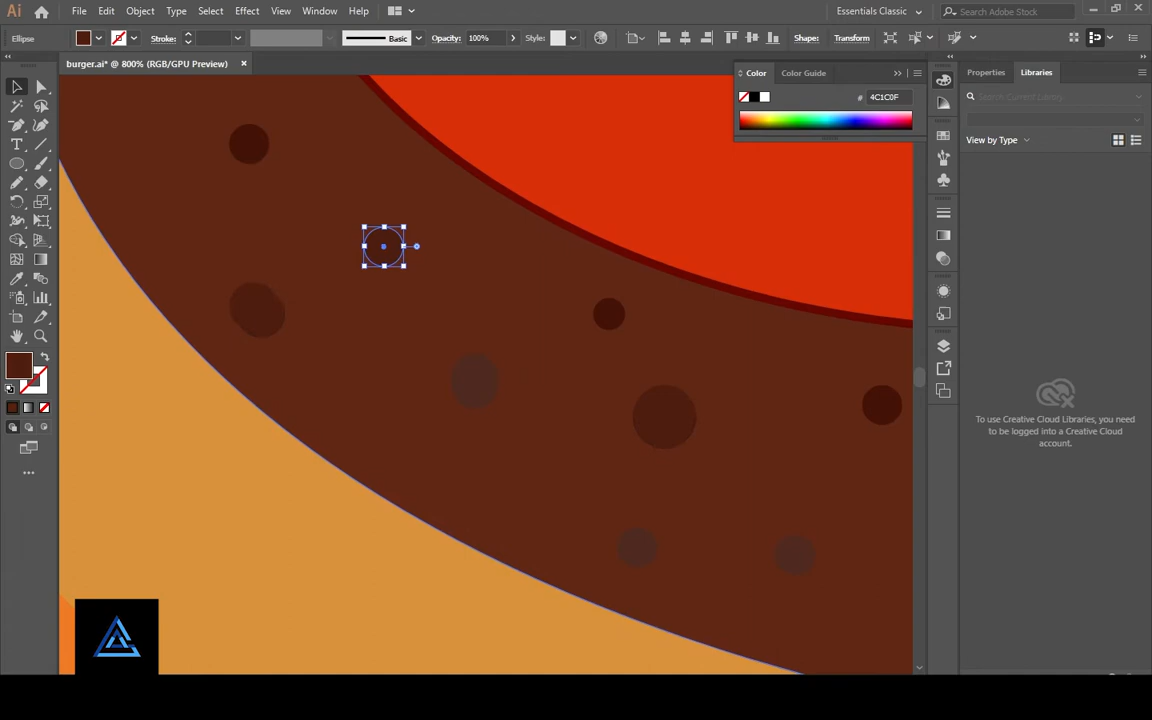 Ai File Edit Object Type Select Effect View Window Help Essentials Classic Search Adobe Stock
Ellipse Stroke: Basic Opacity: 100% Style: Shape: Transform
burger.ai* @ 800% (RGB/GPU Preview)
Color Color Guide
Properties Libraries
# 4C1C0F
Search Current Library
View by Type
To use Creative Cloud Libraries, you need
to be logged into a Creative Cloud
account.